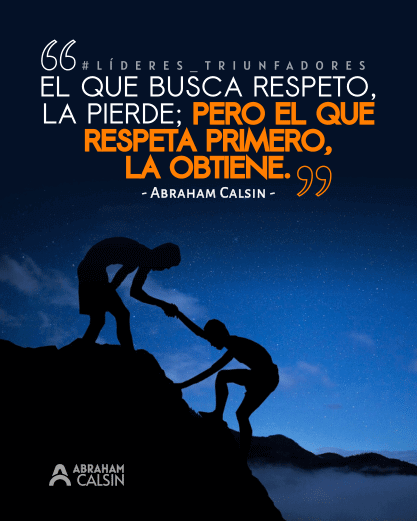 #LÍDERES_TRIUNFADORES
EL QUE BUSCA RESPETO,
LA PIERDE; PERO EL QUE
RESPETA PRIMERO,
LA OBTIENE.
- ABRAHAM CALSIN -
ABRAHAM
CALSIN